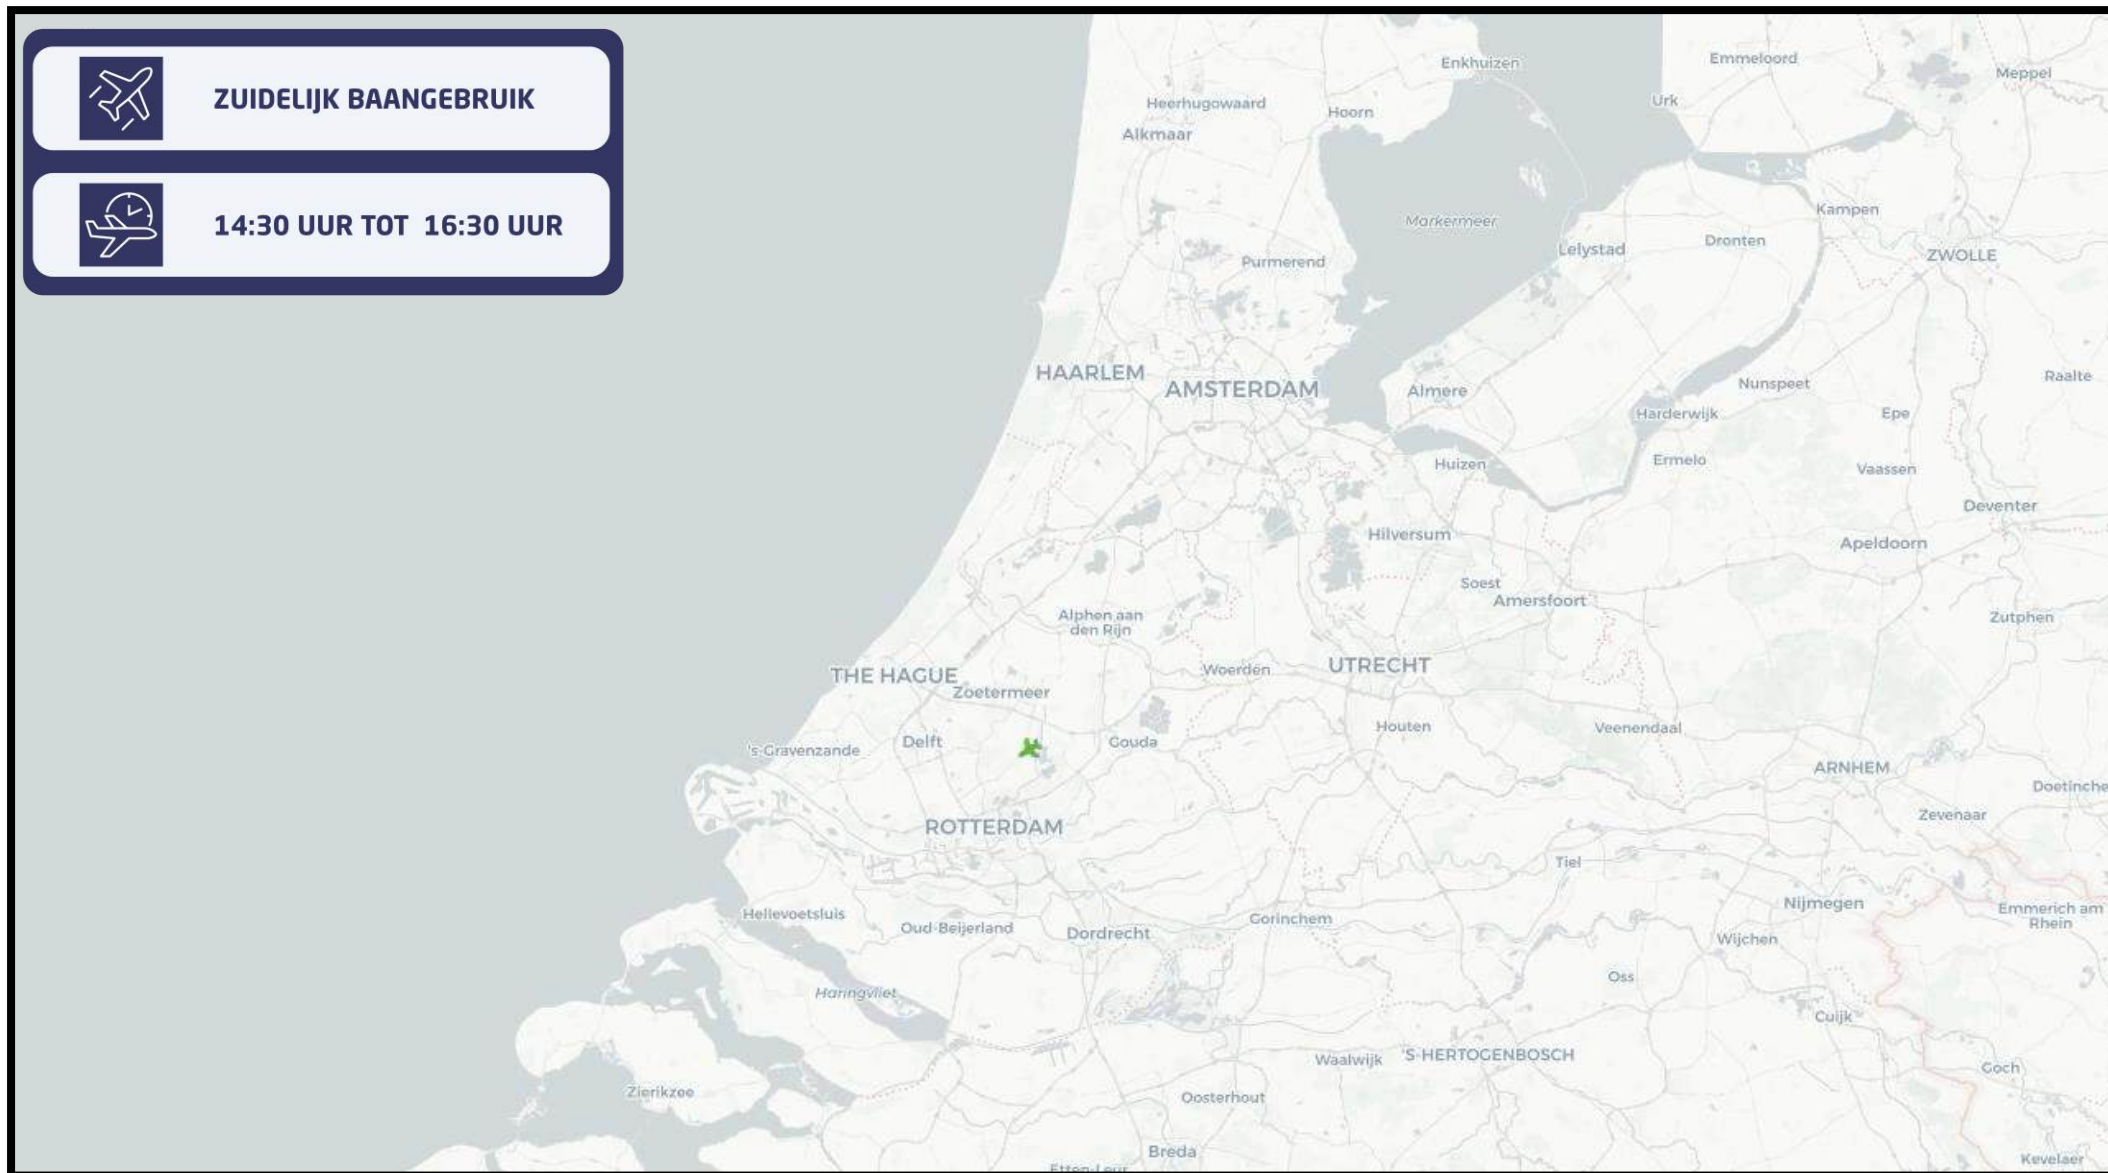 ZUIDELIJK BAANGEBRUIK
14:30 UUR TOT 16:30 UUR
Enkhuizen
Emmeloord
Meppel
Heerhugowaard
Hoorn
Urk
Alkmaar
Kampen
Markermeer
Lelystad
Dronten
ZWOLLE
Purmerend
HAARLEM
AMSTERDAM
Almere
Nunspeet
Raalte
Harderwijk
Epe
Huizen
Ermelo
Vaassen
Deventer
Hilversum
Apeldoorn
Soest
Amersfoort
Alphen aan
den Rijn
Zutphen
THE HAGUE
Zoetermeer
Woerden
UTRECHT
's-Gravenzande
Delft
Gouda
Houten
Veenendaal
ARNHEM
Doetinche
Zevenaar
ROTTERDAM
Tiel
Hellevoetsluis
Oud-Beijerland
Dordrecht
Gorinchem
Nijmegen
Emmerich am
Rhein
Wijchen
Haringvliet
Oss
Cuijk
Waalwijk
'S-HERTOGENBOSCH
Goch
Zierikzee
Oosterhout
Breda
Etten-Leur
Kevelaer